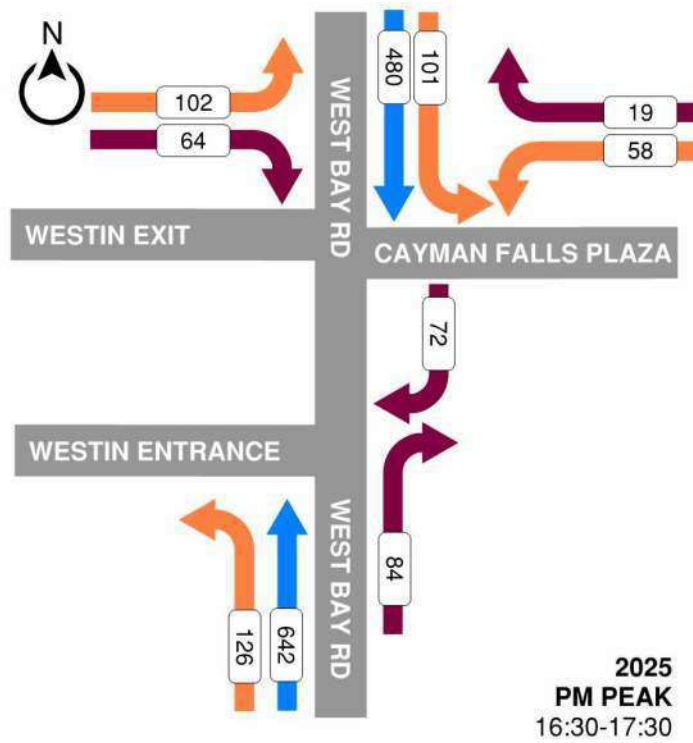 N
102
64
WEST BAY RD
480
101
19
58
WESTIN EXIT
CAYMAN FALLS PLAZA
72
WESTIN ENTRANCE
126
642
WEST BAY RD
84
2025
PM PEAK
16:30-17:30